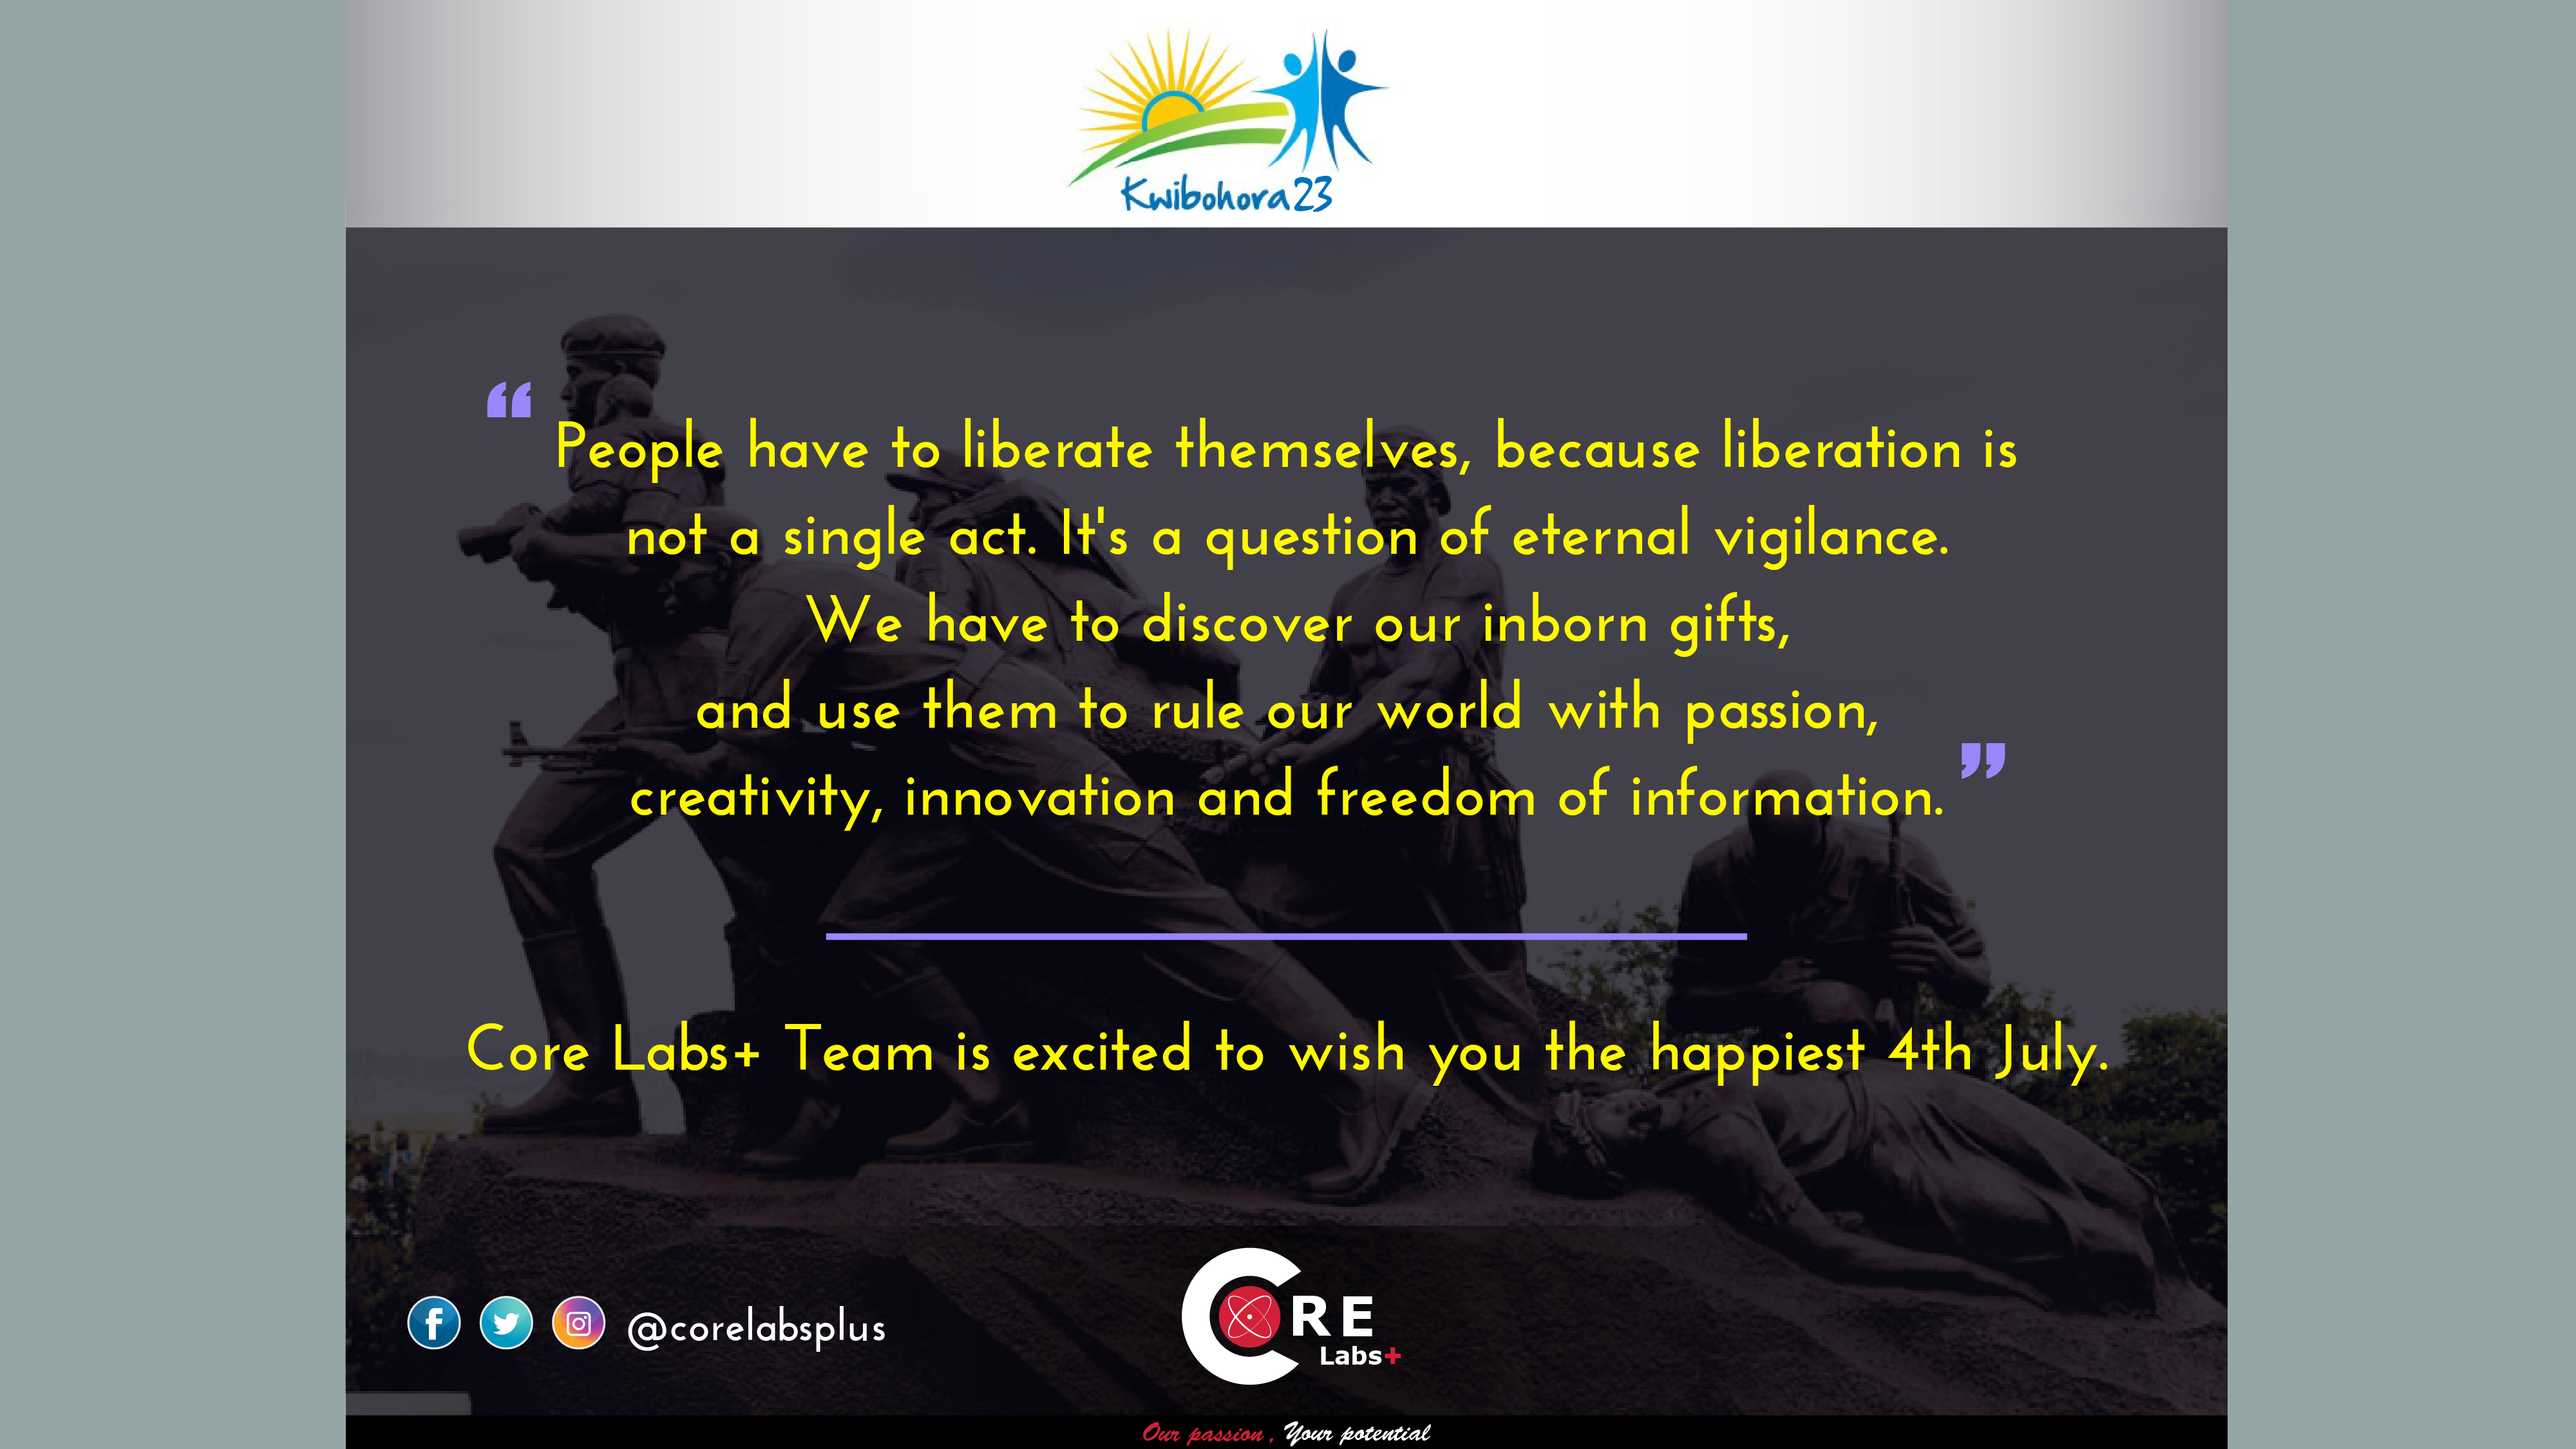 Kwibohora23
“ People have to liberate themselves, because liberation is
not a single act. It's a question of eternal vigilance.
We have to discover our inborn gifts,
and use them to rule our world with passion,
creativity, innovation and freedom of information. ”
Core Labs+ Team is excited to wish you the happiest 4th July.
@corelabsplus
CORE
Labs+
Our passion, Your potential